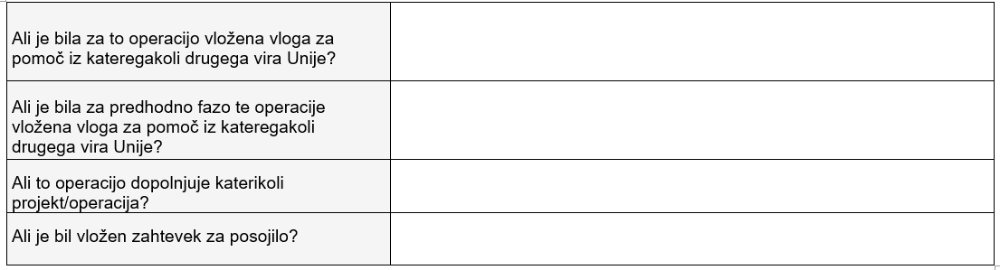 Ali je bila za to operacijo vložena vloga za
pomoč iz kateregakoli drugega vira Unije?
Ali je bila za predhodno fazo te operacije
vložena vloga za pomoč iz kateregakoli
drugega vira Unije?
Ali to operacijo dopolnjuje katerikoli
projekt/operacija?
Ali je bil vložen zahtevek za posojilo?